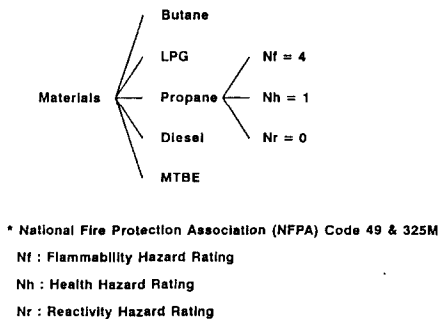 Butane
LPG Nf = 4
Materials Propane Nh = 1
Diesel Nr = 0
MTBE
* National Fire Protection Association (NFPA) Code 49 & 325M
Nf : Flammability Hazard Rating
Nh : Health Hazard Rating
Nr : Reactivity Hazard Rating